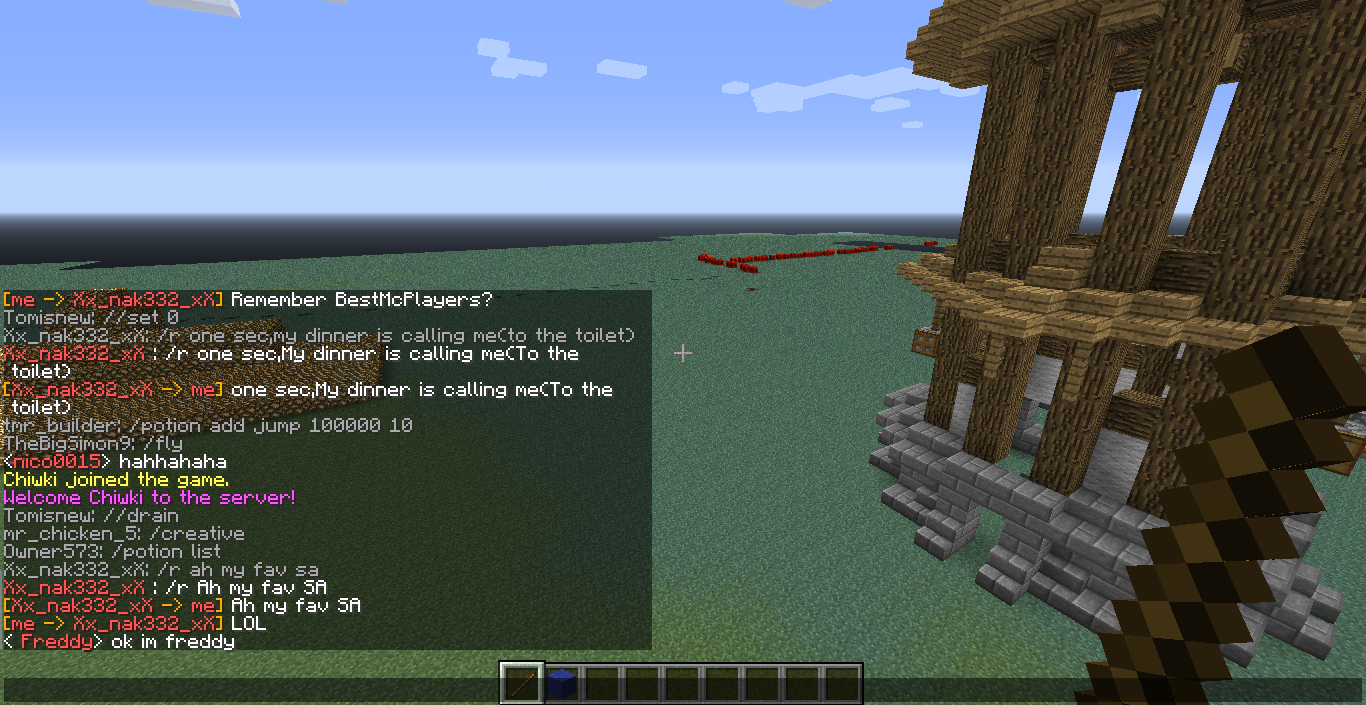 [me -> Xx_nak332_xX] Remember BestMcPlayers?
Tomisnew: //set 0
Xx_nak332_xX: /r one sec,my dinner is calling me(to the toilet)
Xx_nak332_xX : /r one sec,My dinner is calling me(To the
toilet)
[Xx_nak332_xX -> me] one sec,My dinner is calling me(To the
toilet)
tmr_builder: /potion add jump 100000 10
TheBigSimon9: /fly
<nico0015> hahhahaha
Chiwki joined the game.
Welcome Chiwki to the server!
Tomisnew: //drain
mr_chicken_5: /creative
Owner573: /potion list
Xx_nak332_xX: /r ah my fav sa
Xx_nak332_xX : /r Ah my fav SA
[Xx_nak332_xX -> me] Ah my fav SA
[me -> Xx_nak332_xX] LOL
< Freddy> ok im freddy